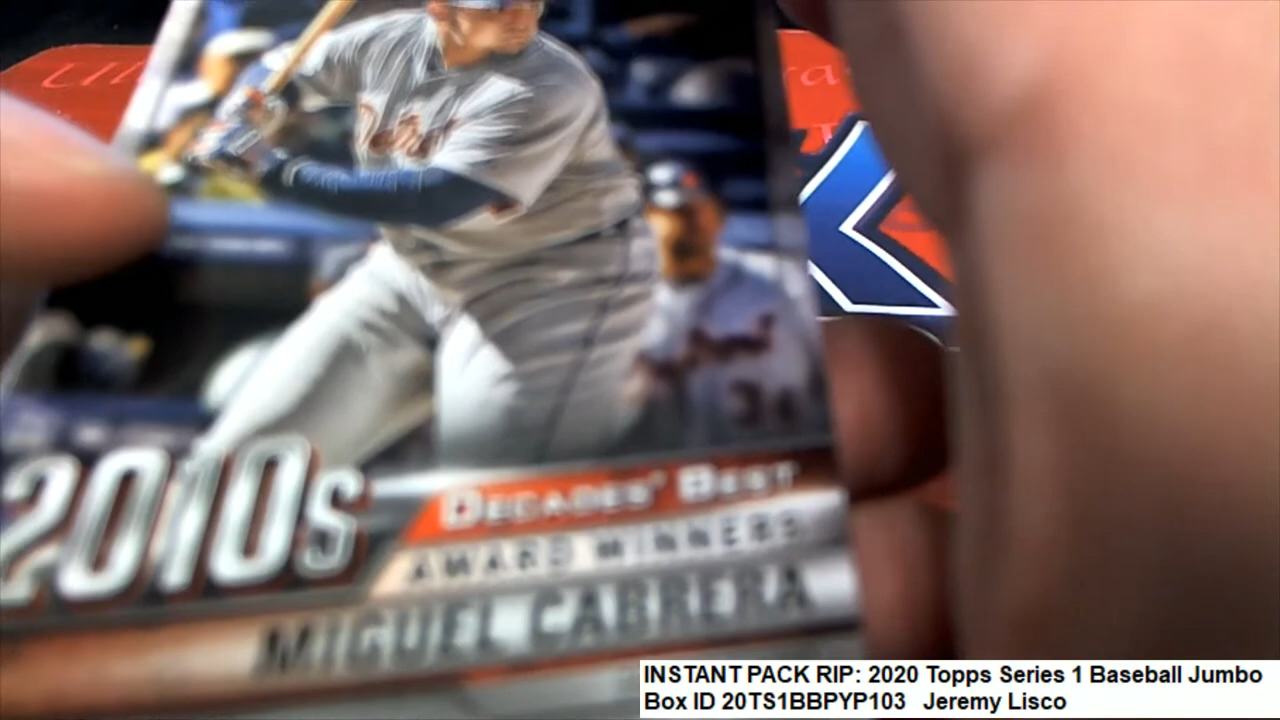 2010s
DECADES' BEST
AWARD WINNERS
MIGUEL CABRERA
INSTANT PACK RIP: 2020 Topps Series 1 Baseball Jumbo
Box ID 20TS1BBPYP103 Jeremy Lisco